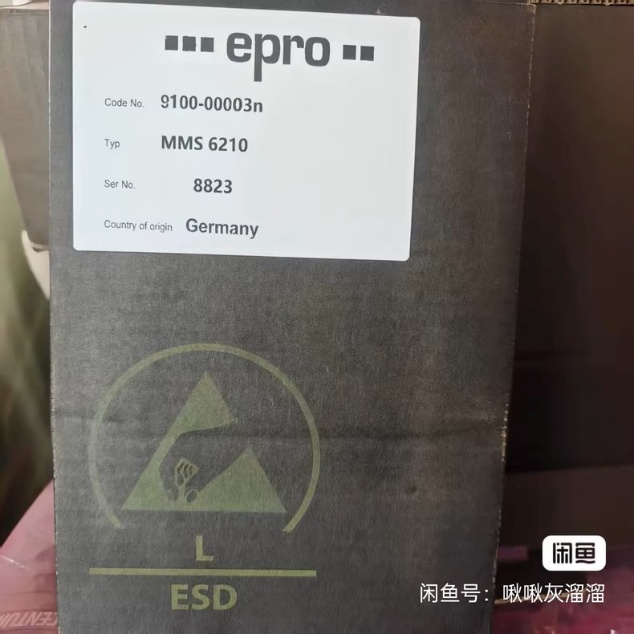 epro
Code No. 9100-00003n
Typ MMS 6210
Ser No. 8823
Country of origin Germany
L
ESD
CENTUR
闲鱼
闲鱼号：啾啾灰溜溜